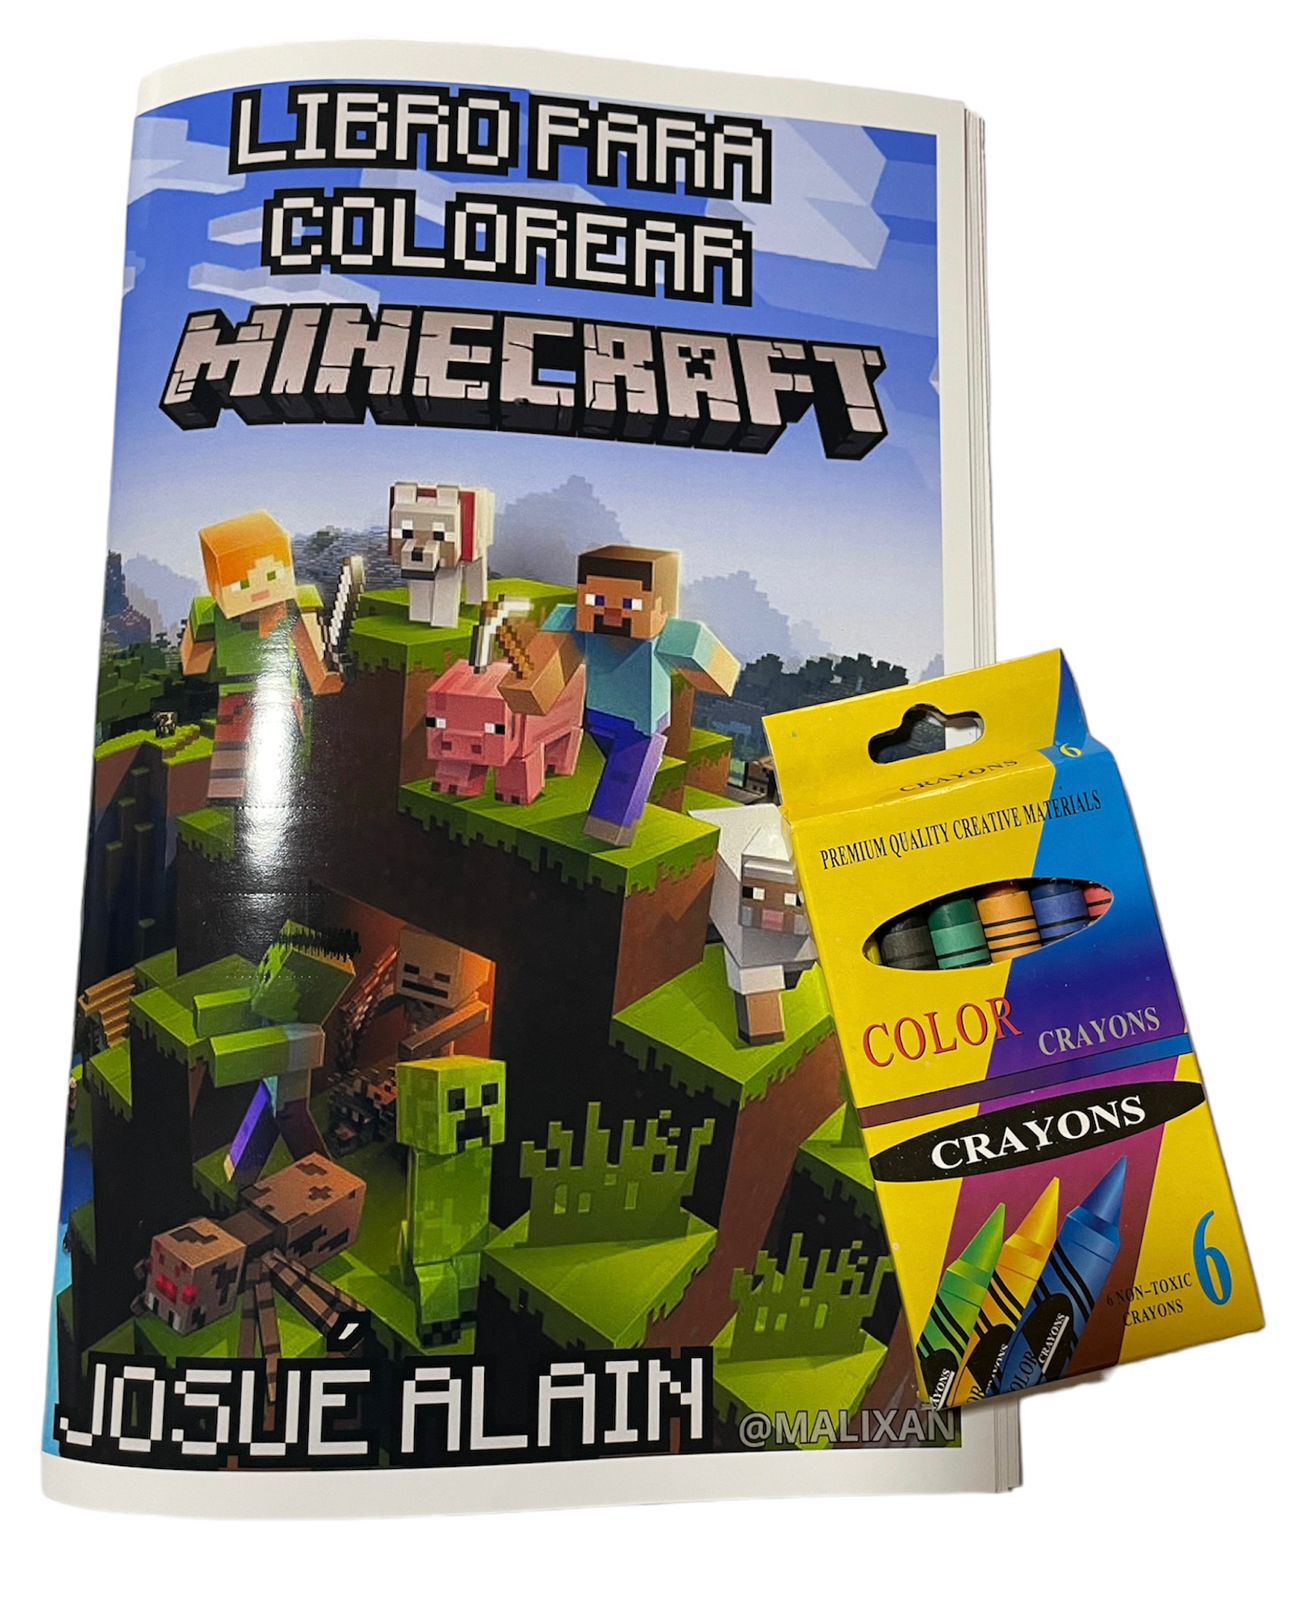 LIBRO PARA
COLOREAR
MINECRAFT
JOSUÉ ALAIN
@MALIXAN
CRAYONS 6
PREMIUM QUALITY CREATIVE MATERIALS
COLOR CRAYONS
CRAYONS
6 NON-TOXIC
CRAYONS
6
CRAYONS